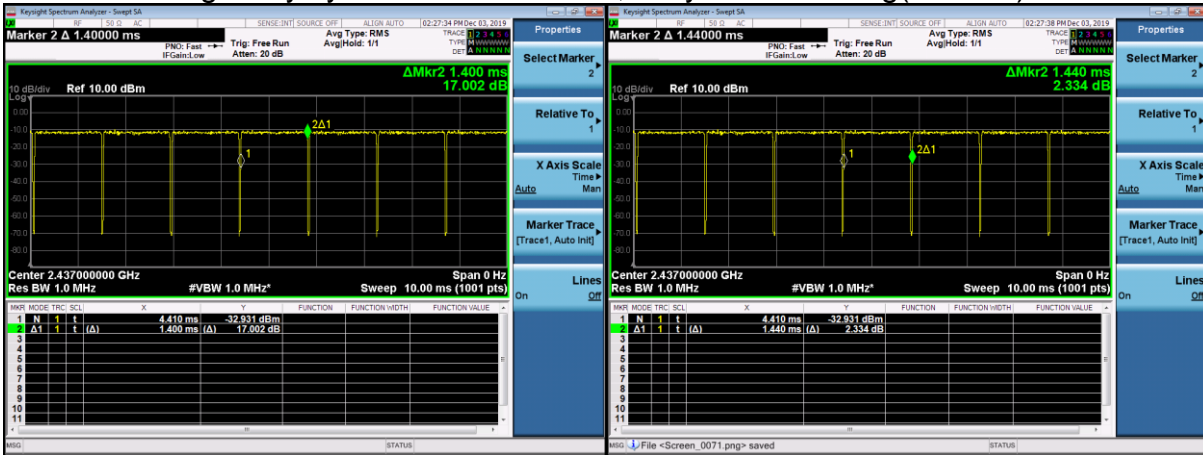 Keysight Spectrum Analyzer - Swept SA
RF 50 Ω AC SENSE:INT SOURCE OFF ALIGN AUTO 02:27:34 PM Dec 03, 2019
Marker 2 Δ 1.40000 ms
PNO: Fast
IFGain:Low
Trig: Free Run
Atten: 20 dB
Avg Type: RMS
Avg|Hold: 1/1
TRACE 1 2 3 4 5 6
TYPE M W W W W W
DET A N N N N N
ΔMkr2 1.400 ms
17.002 dB
10 dB/div Ref 10.00 dBm
Log
0.00
-10.0
-20.0
-30.0
-40.0
-50.0
-60.0
-70.0
-80.0
1
2Δ1
Center 2.437000000 GHz Span 0 Hz
Res BW 1.0 MHz #VBW 1.0 MHz* Sweep 10.00 ms (1001 pts)
MKR MODE TRC SCL X Y FUNCTION FUNCTION WIDTH FUNCTION VALUE
1 N 1 t 4.410 ms -32.931 dBm
2 Δ1 1 t (Δ) 1.400 ms (Δ) 17.002 dB
3
4
5
6
7
8
9
10
11
MSG STATUS
Properties
Select Marker
2
Relative To
1
X Axis Scale
Time
Auto Man
Marker Trace
[Trace1, Auto Init]
Lines
On Off
Keysight Spectrum Analyzer - Swept SA
RF 50 Ω AC SENSE:INT SOURCE OFF ALIGN AUTO 02:27:38 PM Dec 03, 2019
Marker 2 Δ 1.44000 ms
PNO: Fast
IFGain:Low
Trig: Free Run
Atten: 20 dB
Avg Type: RMS
Avg|Hold: 1/1
TRACE 1 2 3 4 5 6
TYPE M W W W W W
DET A N N N N N
ΔMkr2 1.440 ms
2.334 dB
10 dB/div Ref 10.00 dBm
Log
0.00
-10.0
-20.0
-30.0
-40.0
-50.0
-60.0
-70.0
-80.0
1
2Δ1
Center 2.437000000 GHz Span 0 Hz
Res BW 1.0 MHz #VBW 1.0 MHz* Sweep 10.00 ms (1001 pts)
MKR MODE TRC SCL X Y FUNCTION FUNCTION WIDTH FUNCTION VALUE
1 N 1 t 4.410 ms -32.931 dBm
2 Δ1 1 t (Δ) 1.440 ms (Δ) 2.334 dB
3
4
5
6
7
8
9
10
11
MSG File <Screen_0071.png> saved STATUS
Properties
Select Marker
2
Relative To
1
X Axis Scale
Time
Auto Man
Marker Trace
[Trace1, Auto Init]
Lines
On Off